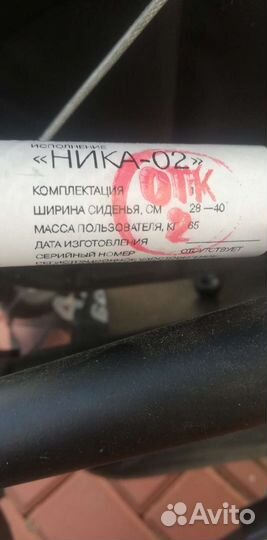 ИСПОЛНЕНИЕ
«НИКА-02»
КОМПЛЕКТАЦИЯ
ШИРИНА СИДЕНЬЯ, СМ 28—40
МАССА ПОЛЬЗОВАТЕЛЯ, КГ 65
ДАТА ИЗГОТОВЛЕНИЯ
СЕРИЙНЫЙ НОМЕР ОТСУТСТВУЕТ
ОТК
2
Avito